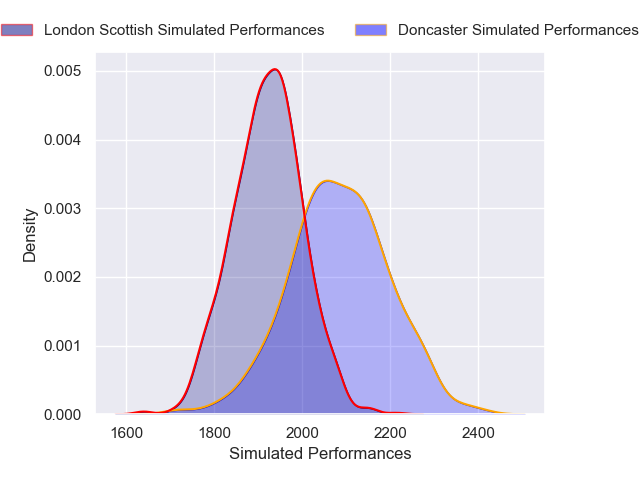 London Scottish Simulated Performances
Doncaster Simulated Performances
0.005
0.004
0.003
0.002
0.001
0.000
Density
1600 1800 2000 2200 2400
Simulated Performances